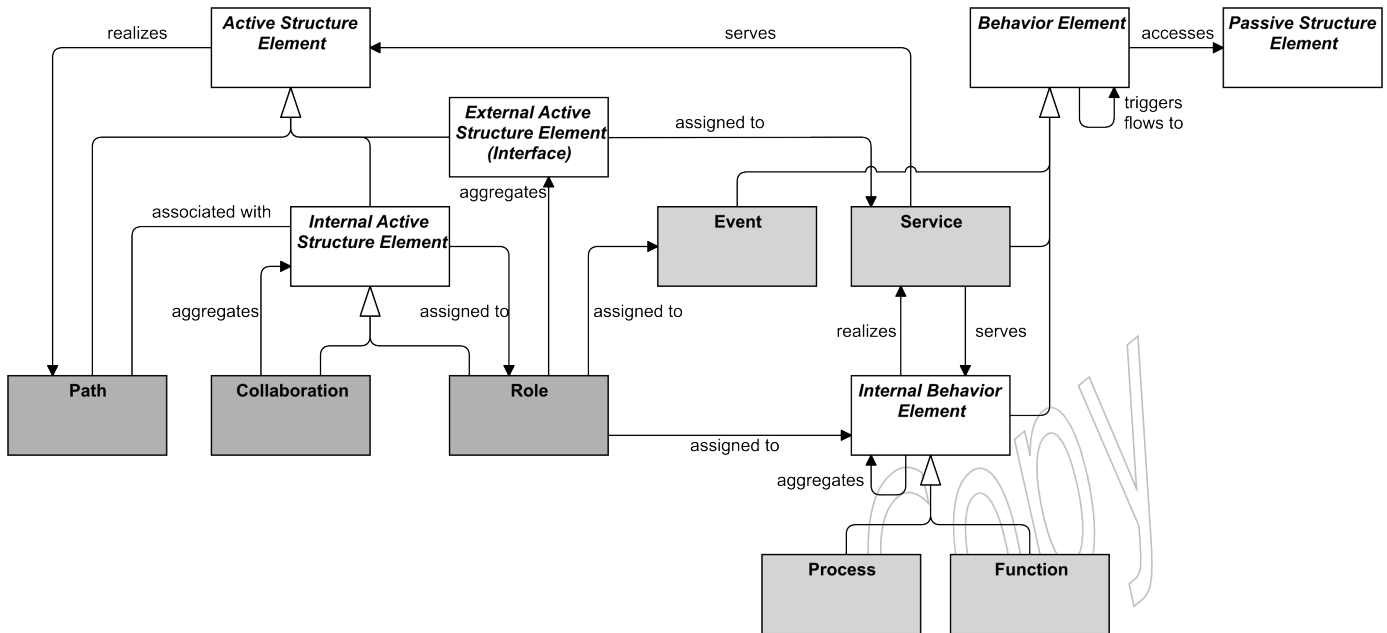 Active Structure
Element
Behavior Element
Passive Structure
Element
realizes
serves
accesses
External Active
Structure Element
(Interface)
triggers
flows to
assigned to
aggregates
associated with
Internal Active
Structure Element
Event
Service
aggregates
assigned to
assigned to
realizes
serves
Path
Collaboration
Role
Internal Behavior
Element
assigned to
aggregates
Process
Function